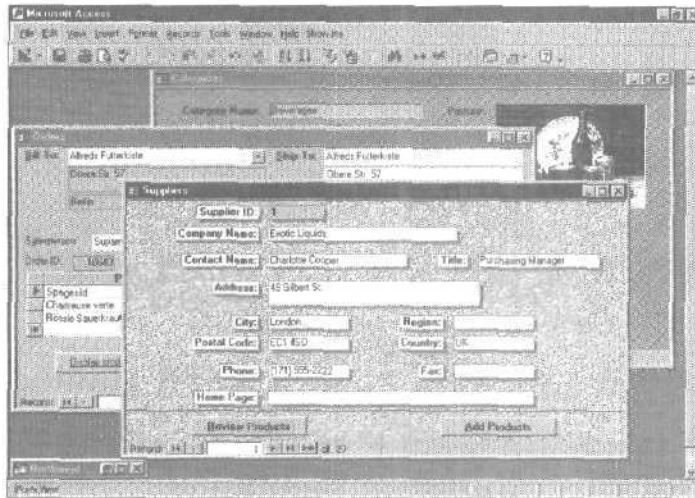 Microsoft Access
File Edit View Insert Format Records Tools Window Help Show Me
Categories
Category Name:
Picture:
Orders
Bill To: Alfreds Futterkiste Ship To: Alfreds Futterkiste
Obere Str. 57 Obere Str. 57
Berlin
Suppliers
Supplier ID: 1
Company Name: Exotic Liquids
Contact Name: Charlotte Cooper Title: Purchasing Manager
Address: 49 Gilbert St.
City: London Region:
Postal Code: EC1 4SD Country: UK
Phone: (171) 555-2222 Fax:
Home Page:
Review Products Add Products
Record: 1 of 29
Salesperson:
Order ID:
P
Spegesild
Chartreuse verte
Rössle Sauerkraut
Record:
Northwind
Form View